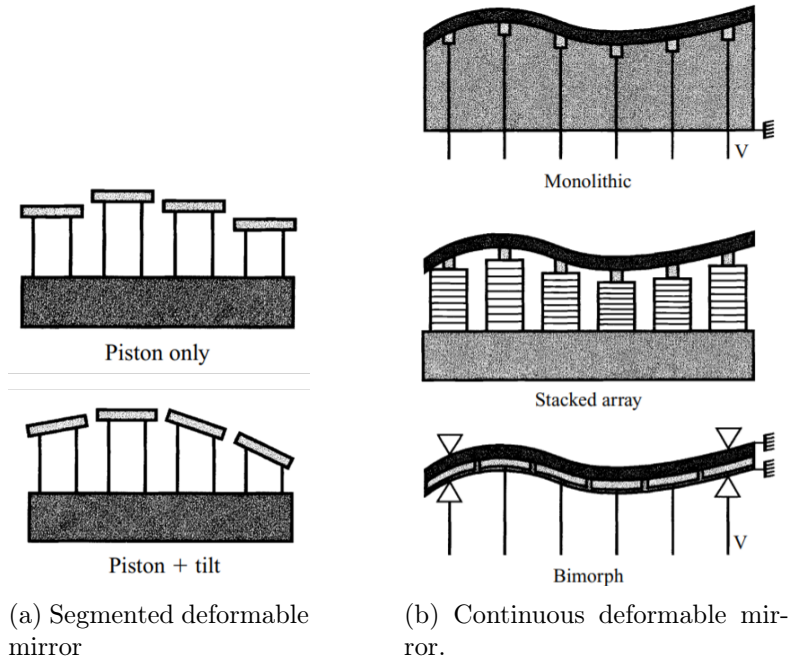 Piston only
Piston + tilt
(a) Segmented deformable
mirror
V
Monolithic
Stacked array
V
Bimorph
(b) Continuous deformable mir-
ror.